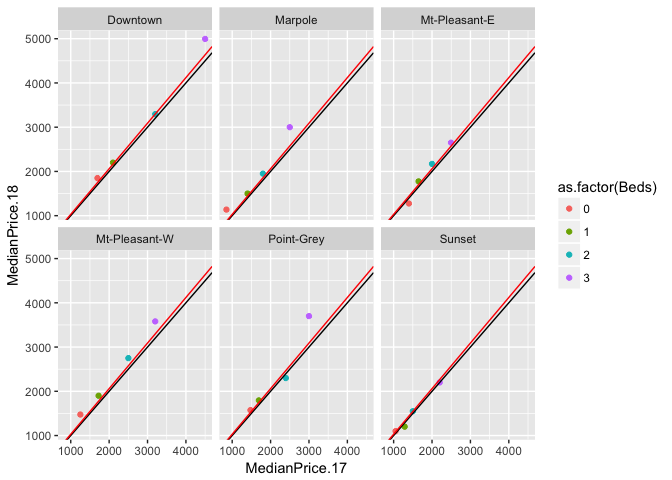 Downtown Marpole Mt-Pleasant-E
5000
4000
3000
2000
1000
Mt-Pleasant-W Point-Grey Sunset
5000
4000
3000
2000
1000
1000 2000 3000 4000 1000 2000 3000 4000 1000 2000 3000 4000
MedianPrice.17
MedianPrice.18
as.factor(Beds)
0
1
2
3